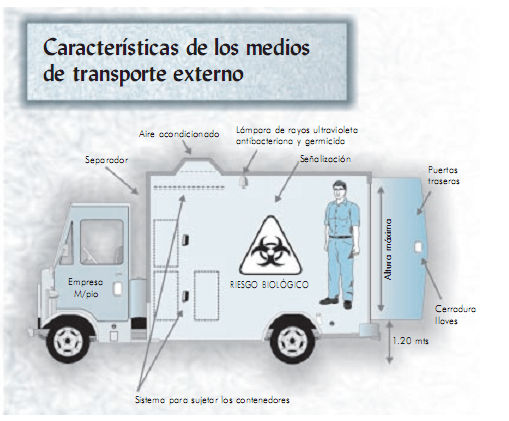 Características de los medios
de transporte externo
Aire acondicionado
Lámpara de rayos ultravioleta
antibacteriana y germicida
Separador
Señalización
Puertas
traseras
Altura máxima
Empresa
M/pio
RIESGO BIOLÓGICO
Cerradura
llaves
1.20 mts
Sistema para sujetar los contenedores